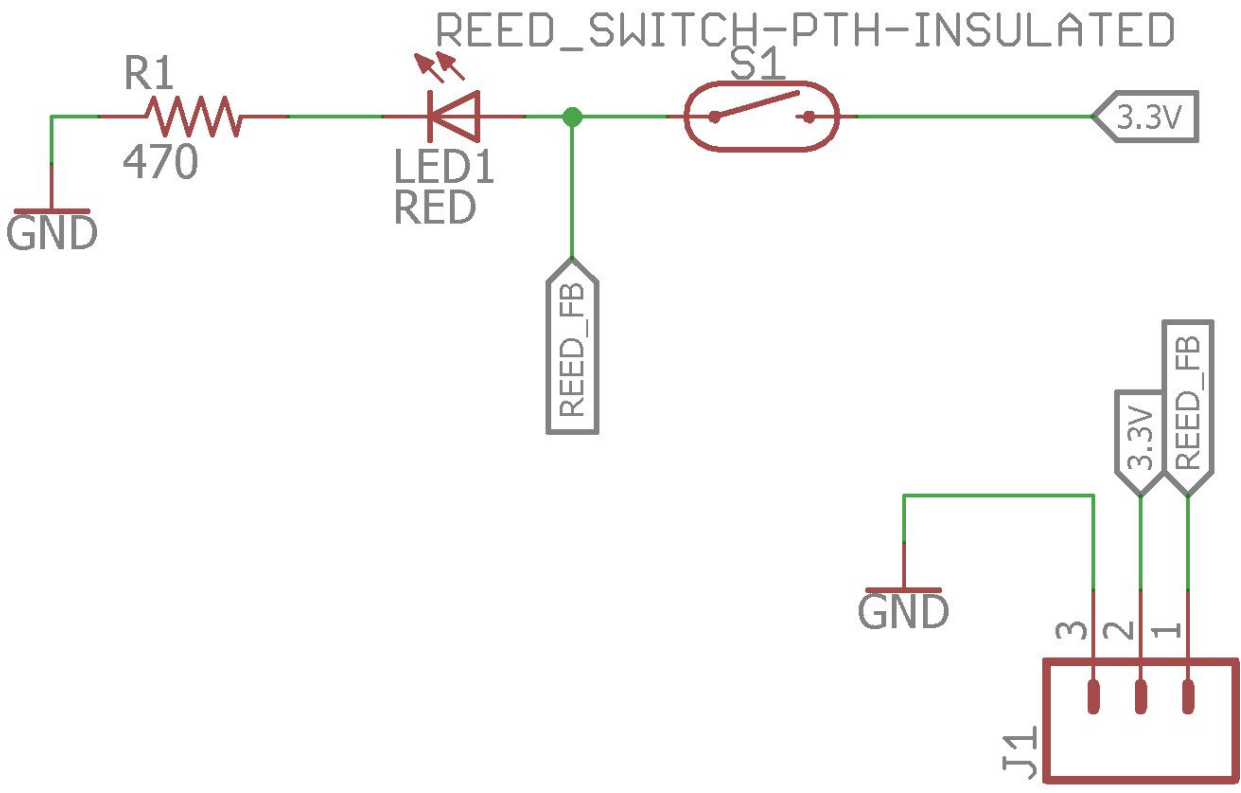 REED_SWITCH-PTH-INSULATED
S1
R1
470
LED1
RED
3.3V
GND
REED_FB
3.3V
REED_FB
GND
3
2
1
J1